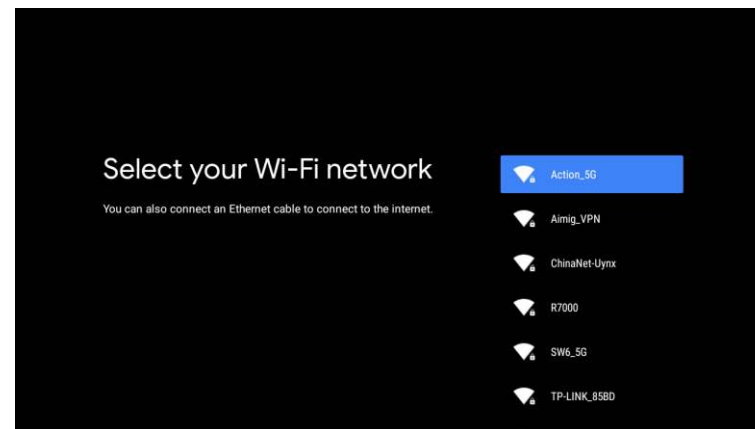 Select your Wi-Fi network
You can also connect an Ethernet cable to connect to the internet.
Action_5G
Aimig_VPN
ChinaNet-Uynx
R7000
SW6_5G
TP-LINK_85BD